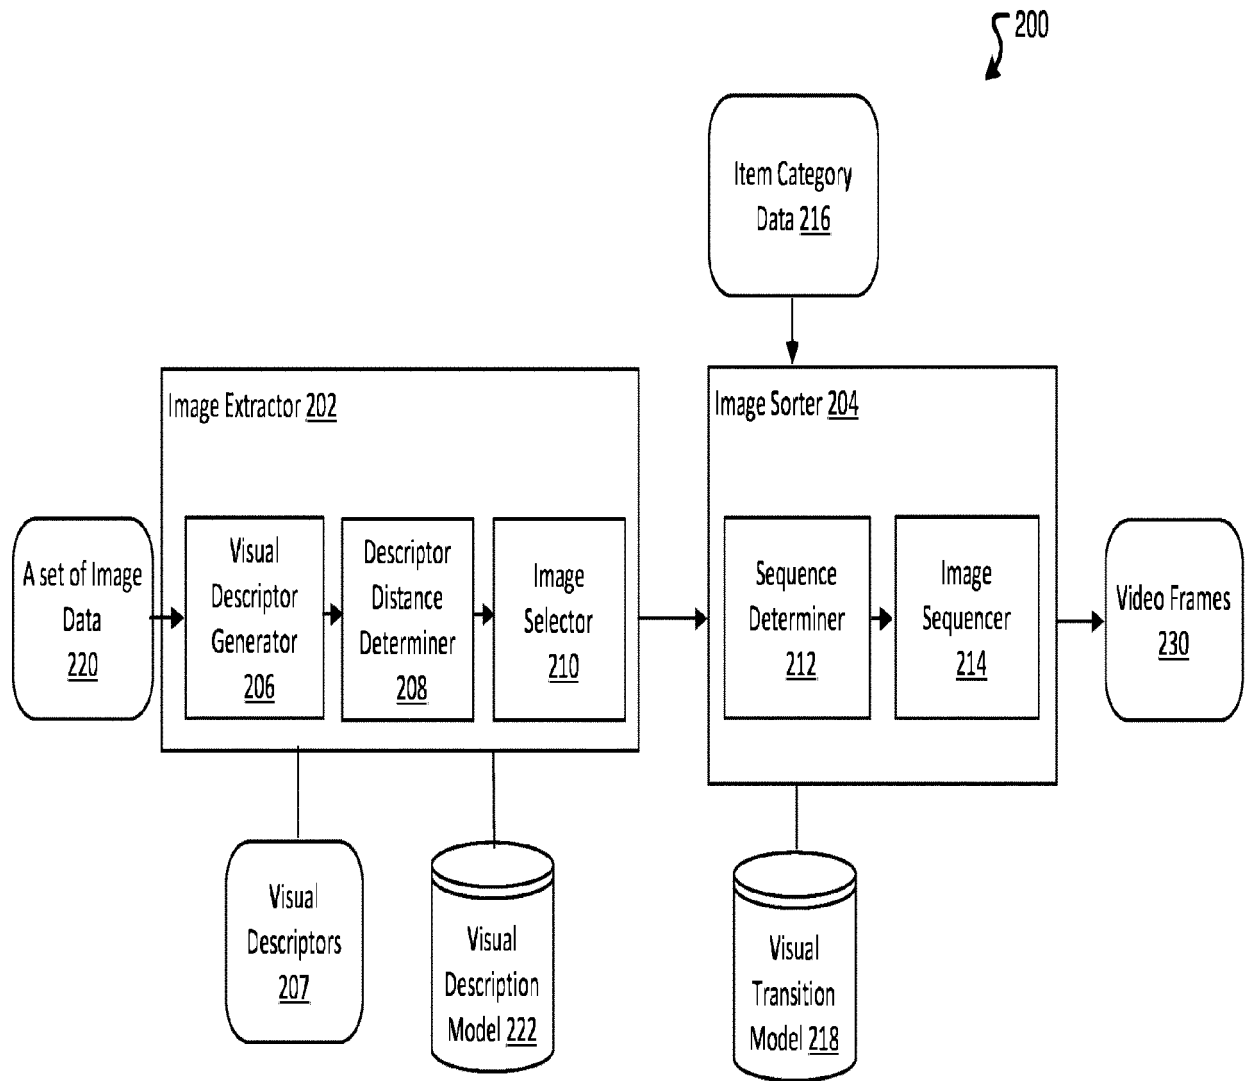 200
Item Category
Data 216
Image Extractor 202
Image Sorter 204
A set of Image
Data
220
Visual
Descriptor
Generator
206
Descriptor
Distance
Determiner
208
Image
Selector
210
Sequence
Determiner
212
Image
Sequencer
214
Video Frames
230
Visual
Descriptors
207
Visual
Description
Model 222
Visual
Transition
Model 218